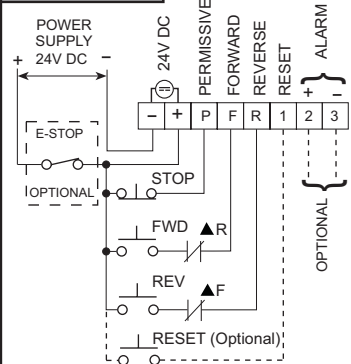 POWER
SUPPLY
24V DC
+ −
24V DC
PERMISSIVE
FORWARD
REVERSE
RESET
ALARM
+ −
− + P F R 1 2 3
E-STOP
OPTIONAL
STOP
FWD ▲R
REV ▲F
RESET (Optional)
OPTIONAL